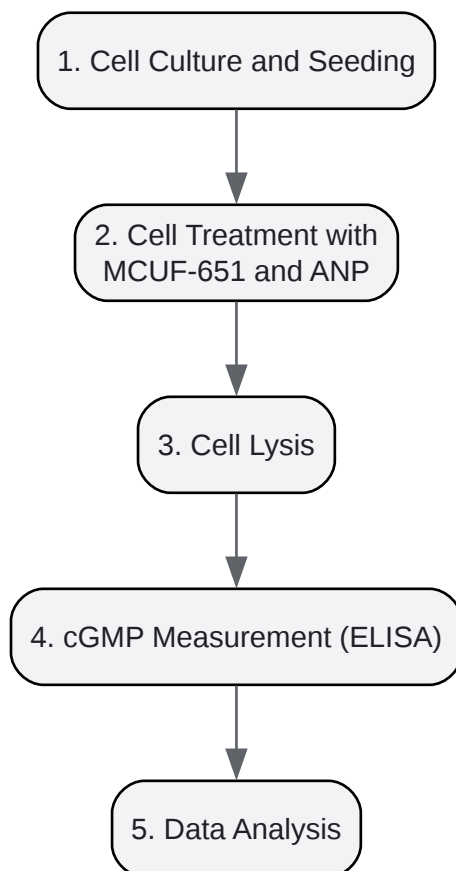 1. Cell Culture and Seeding
2. Cell Treatment with
MCUF-651 and ANP
3. Cell Lysis
4. cGMP Measurement (ELISA)
5. Data Analysis